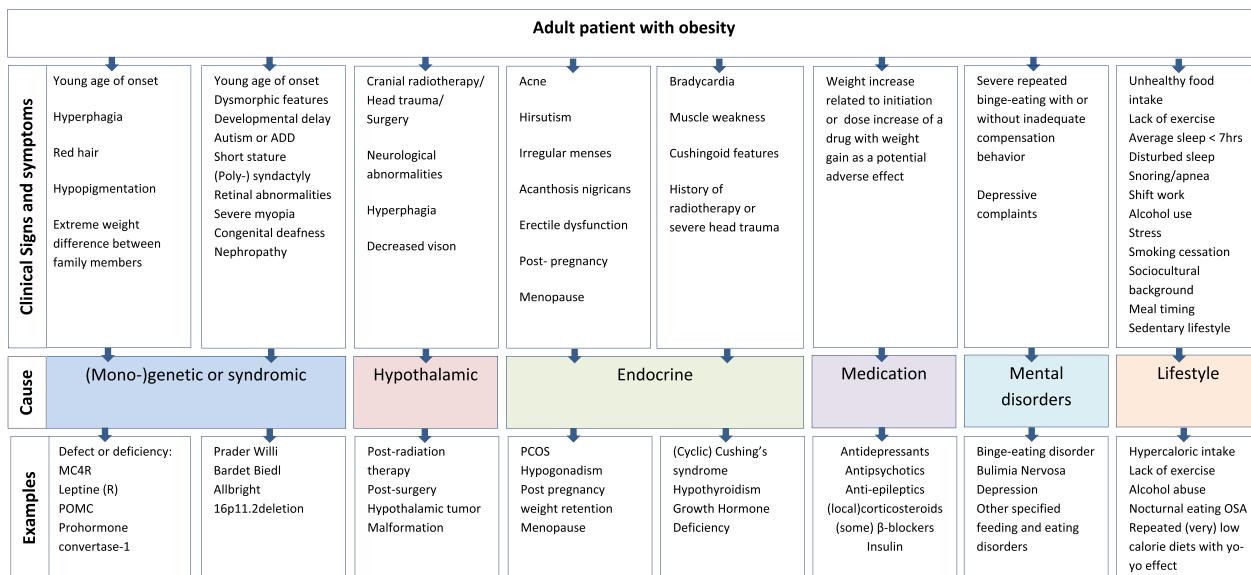 Adult patient with obesity
Clinical Signs and symptoms
Young age of onset
Hyperphagia
Red hair
Hypopigmentation
Extreme weight
difference between
family members
Young age of onset
Dysmorphic features
Developmental delay
Autism or ADD
Short stature
(Poly-) syndactyly
Retinal abnormalities
Severe myopia
Congenital deafness
Nephropathy
Cranial radiotherapy/
Head trauma/
Surgery
Neurological
abnormalities
Hyperphagia
Decreased vison
Acne
Hirsutism
Irregular menses
Acanthosis nigricans
Erectile dysfunction
Post- pregnancy
Menopause
Bradycardia
Muscle weakness
Cushingoid features
History of
radiotherapy or
severe head trauma
Weight increase
related to initiation
or dose increase of a
drug with weight
gain as a potential
adverse effect
Severe repeated
binge-eating with or
without inadequate
compensation
behavior
Depressive
complaints
Unhealthy food
intake
Lack of exercise
Average sleep < 7hrs
Disturbed sleep
Snoring/apnea
Shift work
Alcohol use
Stress
Smoking cessation
Sociocultural
background
Meal timing
Sedentary lifestyle
Cause
(Mono-)genetic or syndromic
Hypothalamic
Endocrine
Medication
Mental
disorders
Lifestyle
Examples
Defect or deficiency:
MC4R
Leptine (R)
POMC
Prohormone
convertase-1
Prader Willi
Bardet Biedl
Allbright
16p11.2deletion
Post-radiation
therapy
Post-surgery
Hypothalamic tumor
Malformation
PCOS
Hypogonadism
Post pregnancy
weight retention
Menopause
(Cyclic) Cushing's
syndrome
Hypothyroidism
Growth Hormone
Deficiency
Antidepressants
Antipsychotics
Anti-epileptics
(local)corticosteroids
(some) β-blockers
Insulin
Binge-eating disorder
Bulimia Nervosa
Depression
Other specified
feeding and eating
disorders
Hypercaloric intake
Lack of exercise
Alcohol abuse
Nocturnal eating OSA
Repeated (very) low
calorie diets with yo-
yo effect